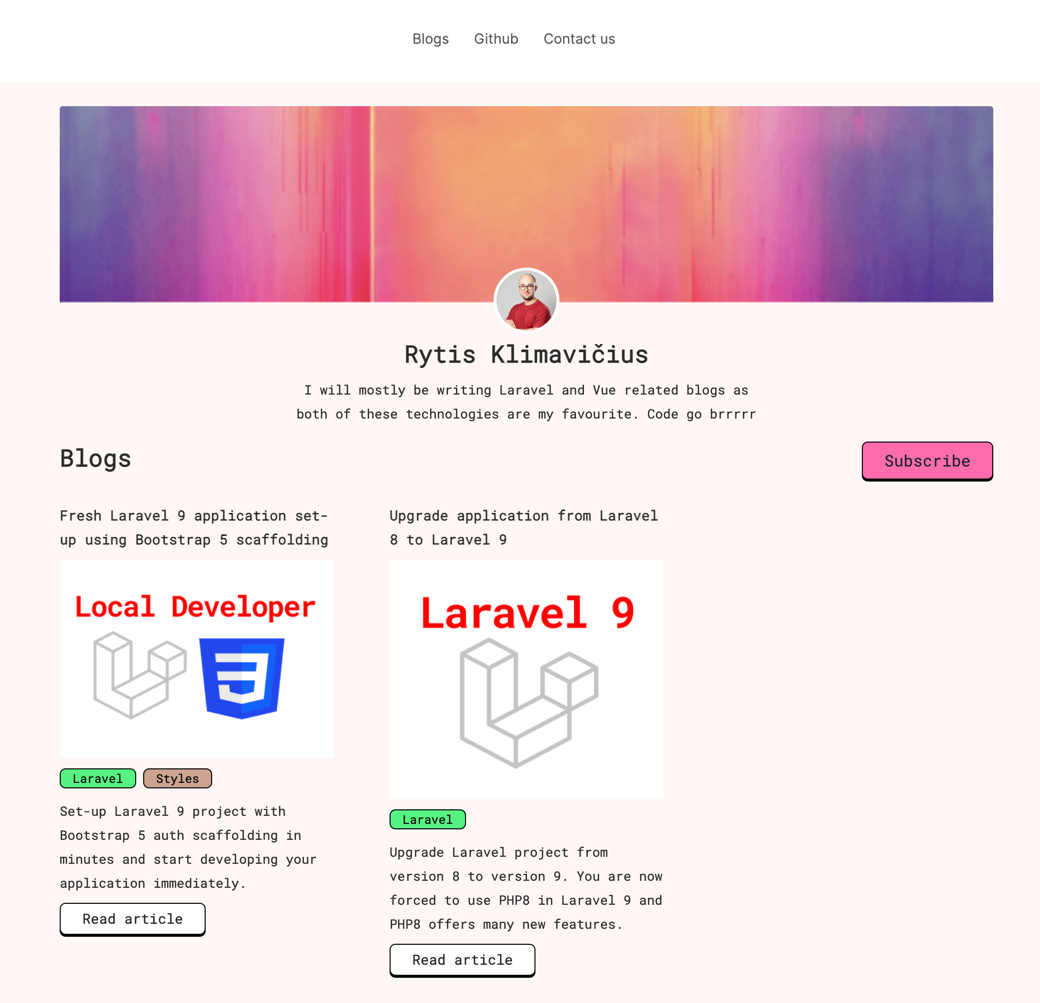 Blogs Github Contact us
Rytis Klimavičius
I will mostly be writing Laravel and Vue related blogs as
both of these technologies are my favourite. Code go brrrrr
Blogs
Subscribe
Fresh Laravel 9 application set-
up using Bootstrap 5 scaffolding
Local Developer
Laravel Styles
Set-up Laravel 9 project with
Bootstrap 5 auth scaffolding in
minutes and start developing your
application immediately.
Read article
Upgrade application from Laravel
8 to Laravel 9
Laravel 9
Laravel
Upgrade Laravel project from
version 8 to version 9. You are now
forced to use PHP8 in Laravel 9 and
PHP8 offers many new features.
Read article